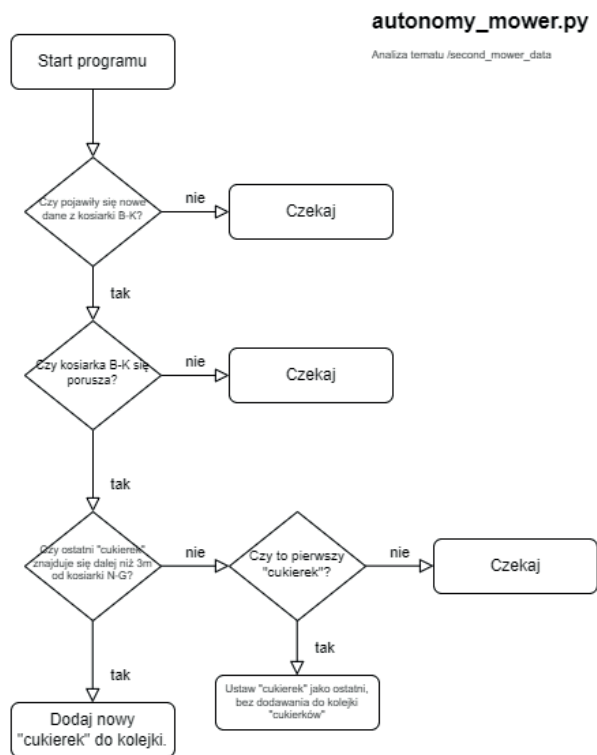 autonomy_mower.py
Analiza tematu /second_mower_data
Start programu
Czy pojawiły się nowe
dane z kosiarki B-K?
nie
Czekaj
tak
Czy kosiarka B-K się
porusza?
nie
Czekaj
tak
Czy ostatni "cukierek"
znajduje się dalej niż 3m
od kosiarki N-G?
nie
Czy to pierwszy
"cukierek"?
nie
Czekaj
tak
tak
Dodaj nowy
"cukierek" do kolejki.
Ustaw "cukierek" jako ostatni,
bez dodawania do kolejki
"cukierków"